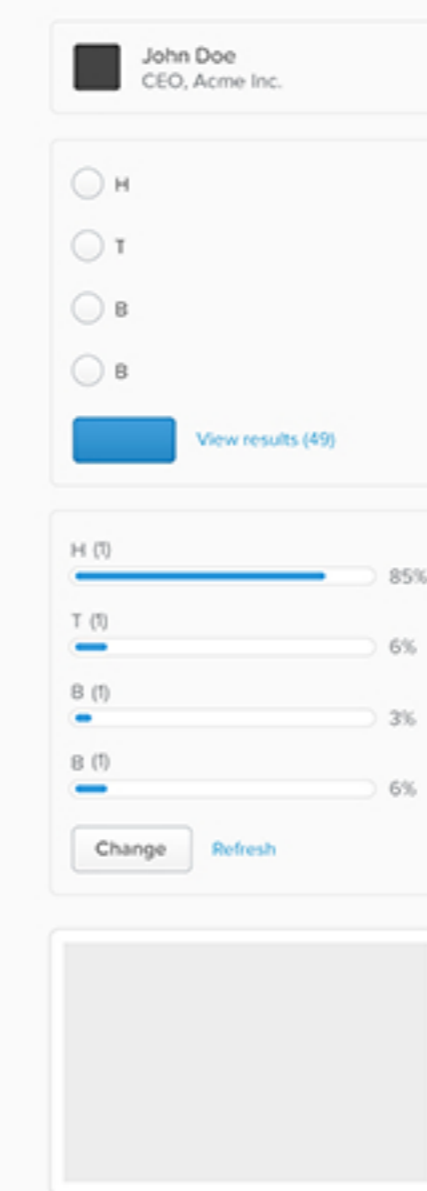 John Doe
CEO, Acme Inc.
H
T
B
B
View results (49)
H (1)
85%
T (1)
6%
B (1)
3%
B (1)
6%
Change Refresh